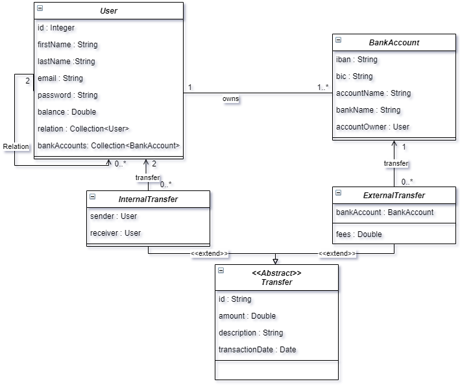 User
id : Integer
firstName : String
lastName :String
email : String
password : String
balance : Double
relation : Collection<User>
bankAccounts: Collection<BankAccount>
2
Relation
0..*
2
1
1..*
owns
BankAccount
iban : String
bic : String
accountName : String
bankName : String
accountOwner : User
1
transfer
0..*
transfer
0..*
InternalTransfer
sender : User
receiver : User
ExternalTransfer
bankAccount : BankAccount
fees : Double
<<extend>>
<<extend>>
<<Abstract>>
Transfer
id : String
amount : Double
description : String
transactionDate : Date